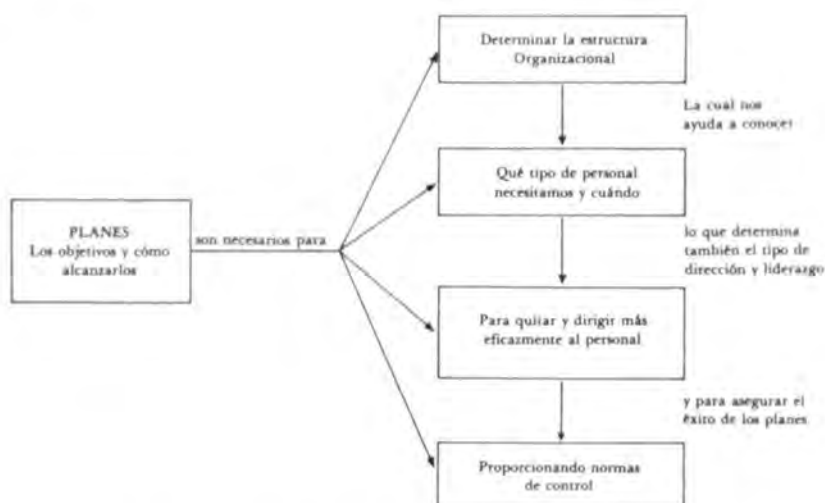 Determinar la estructura
Organizacional
La cual nos
ayuda a conocer
Qué tipo de personal
necesitamos y cuándo
PLANES
Los objetivos y cómo
alcanzarlos
son necesarios para
lo que determina
también el tipo de
dirección y liderargo
Para quitar y dirigir más
eficazmente al personal
y para asegurar el
éxito de los planes
Proporcionando normas
de control